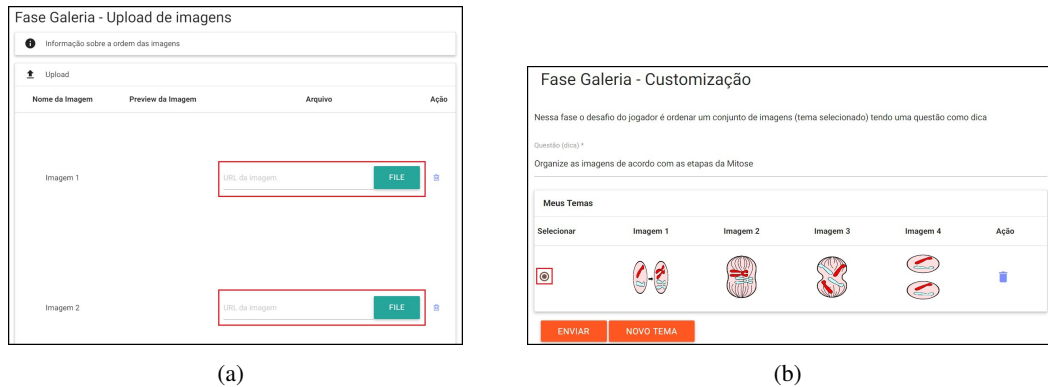 Fase Galeria - Upload de imagens
Informação sobre a ordem das imagens
Upload
Nome da Imagem Preview da Imagem Arquivo Ação
Imagem 1 URL da imagem FILE
Imagem 2 URL da imagem FILE
(a)
Fase Galeria - Customização
Nessa fase o desafio do jogador é ordenar um conjunto de imagens (tema selecionado) tendo uma questão como dica
Questão (dica) *
Organize as imagens de acordo com as etapas da Mitose
Meus Temas
Selecionar Imagem 1 Imagem 2 Imagem 3 Imagem 4 Ação
ENVIAR NOVO TEMA
(b)